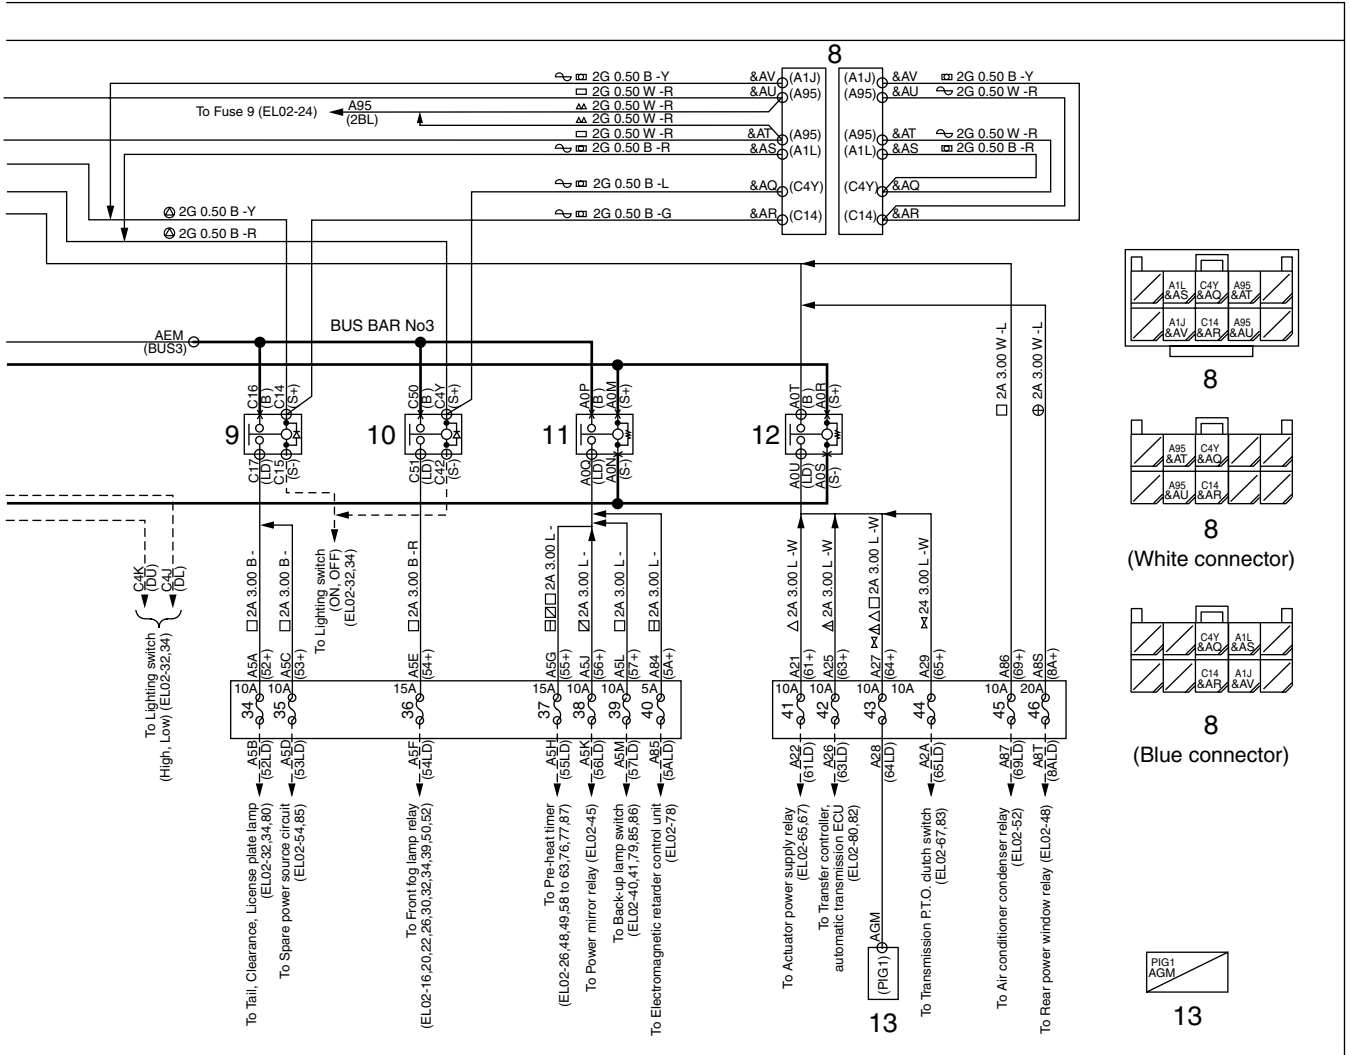 8
2G 0.50 B -Y
&AV
(A1J)
(A1J)
&AV
2G 0.50 B -Y
2G 0.50 W -R
&AU
(A95)
(A95)
&AU
2G 0.50 W -R
To Fuse 9 (EL02-24)
A95
(2BL)
2G 0.50 W -R
2G 0.50 W -R
2G 0.50 W -R
&AT
(A95)
(A95)
&AT
2G 0.50 W -R
2G 0.50 B -R
&AS
(A1L)
(A1L)
&AS
2G 0.50 B -R
2G 0.50 B -L
&AQ
(C4Y)
(C4Y)
&AQ
2G 0.50 B -Y
2G 0.50 B -G
&AR
(C14)
(C14)
&AR
2G 0.50 B -R
A1L
&AS
C4Y
&AQ
A95
&AT
A1J
&AV
C14
&AR
A95
&AU
8
A95
&AT
C4Y
&AQ
A95
&AU
C14
&AR
8
(White connector)
C4Y
&AQ
A1L
&AS
C14
&AR
A1J
&AV
8
(Blue connector)
AEM
(BUS3)
BUS BAR No3
2A 3.00 W -L
2A 3.00 W -L
C16
(B)
C14
(S+)
C50
(B)
C4Y
(S+)
A0P
(B)
A0M
(S+)
A0T
(B)
A0R
(S+)
9
10
11
12
C17
(LD)
C15
(S-)
C51
(LD)
C42
(S-)
A0Q
(LD)
A0N
(S-)
A0U
(LD)
A0S
(S-)
C4K
(DU)
C4J
(DL)
To Lighting switch
(High, Low) (EL02-32,34)
2A 3.00 B -
2A 3.00 B -
To Lighting switch
(ON, OFF)
(EL02-32,34)
2A 3.00 B -R
2A 3.00 L -
2A 3.00 L -
2A 3.00 L -
2A 3.00 L -
2A 3.00 L -W
2A 3.00 L -W
2A 3.00 L -W
24 3.00 L -W
A5A
(52+)
A5C
(53+)
A5E
(54+)
A5G
(55+)
A5J
(56+)
A5L
(57+)
A84
(5A+)
A21
(61+)
A25
(63+)
A27
(64+)
A29
(65+)
A86
(69+)
A8S
(8A+)
10A
34
10A
35
15A
36
15A
37
10A
38
10A
39
5A
40
10A
41
10A
42
10A
43
10A
44
10A
45
20A
46
A5B
(52LD)
A5D
(53LD)
A5F
(54LD)
A5H
(55LD)
A5K
(56LD)
A5M
(57LD)
A85
(5ALD)
A22
(61LD)
A26
(63LD)
A28
(64LD)
A2A
(65LD)
A87
(69LD)
A8T
(8ALD)
To Tail, Clearance, License plate lamp
(EL02-32,34,80)
To Spare power source circuit
(EL02-54,85)
To Front fog lamp relay
(EL02-16,20,22,26,30,32,34,39,50,52)
To Pre-heat timer
(EL02-26,48,49,58 to 63,76,77,87)
To Power mirror relay (EL02-45)
To Back-up lamp switch
(EL02-40,41,79,85,86)
To Electromagnetic retarder control unit
(EL02-78)
To Actuator power supply relay
(EL02-65,67)
To Transfer controller,
automatic transmission ECU
(EL02-80,82)
AGM
(PIG1)
13
To Transmission P.T.O. clutch switch
(EL02-67,83)
To Air conditioner condenser relay
(EL02-52)
To Rear power window relay (EL02-48)
PIG1
AGM
13